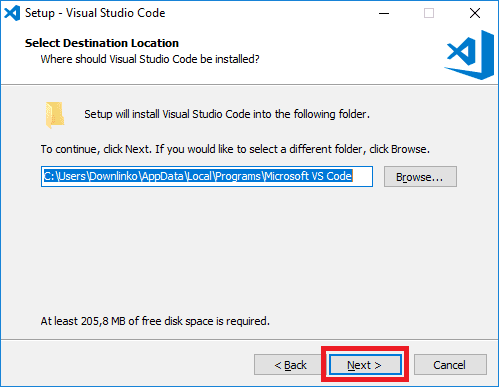 Setup - Visual Studio Code
Select Destination Location
Where should Visual Studio Code be installed?
Setup will install Visual Studio Code into the following folder.
To continue, click Next. If you would like to select a different folder, click Browse.
C:\Users\Downlinko\AppData\Local\Programs\Microsoft VS Code
Browse...
At least 205,8 MB of free disk space is required.
< Back
Next >
Cancel